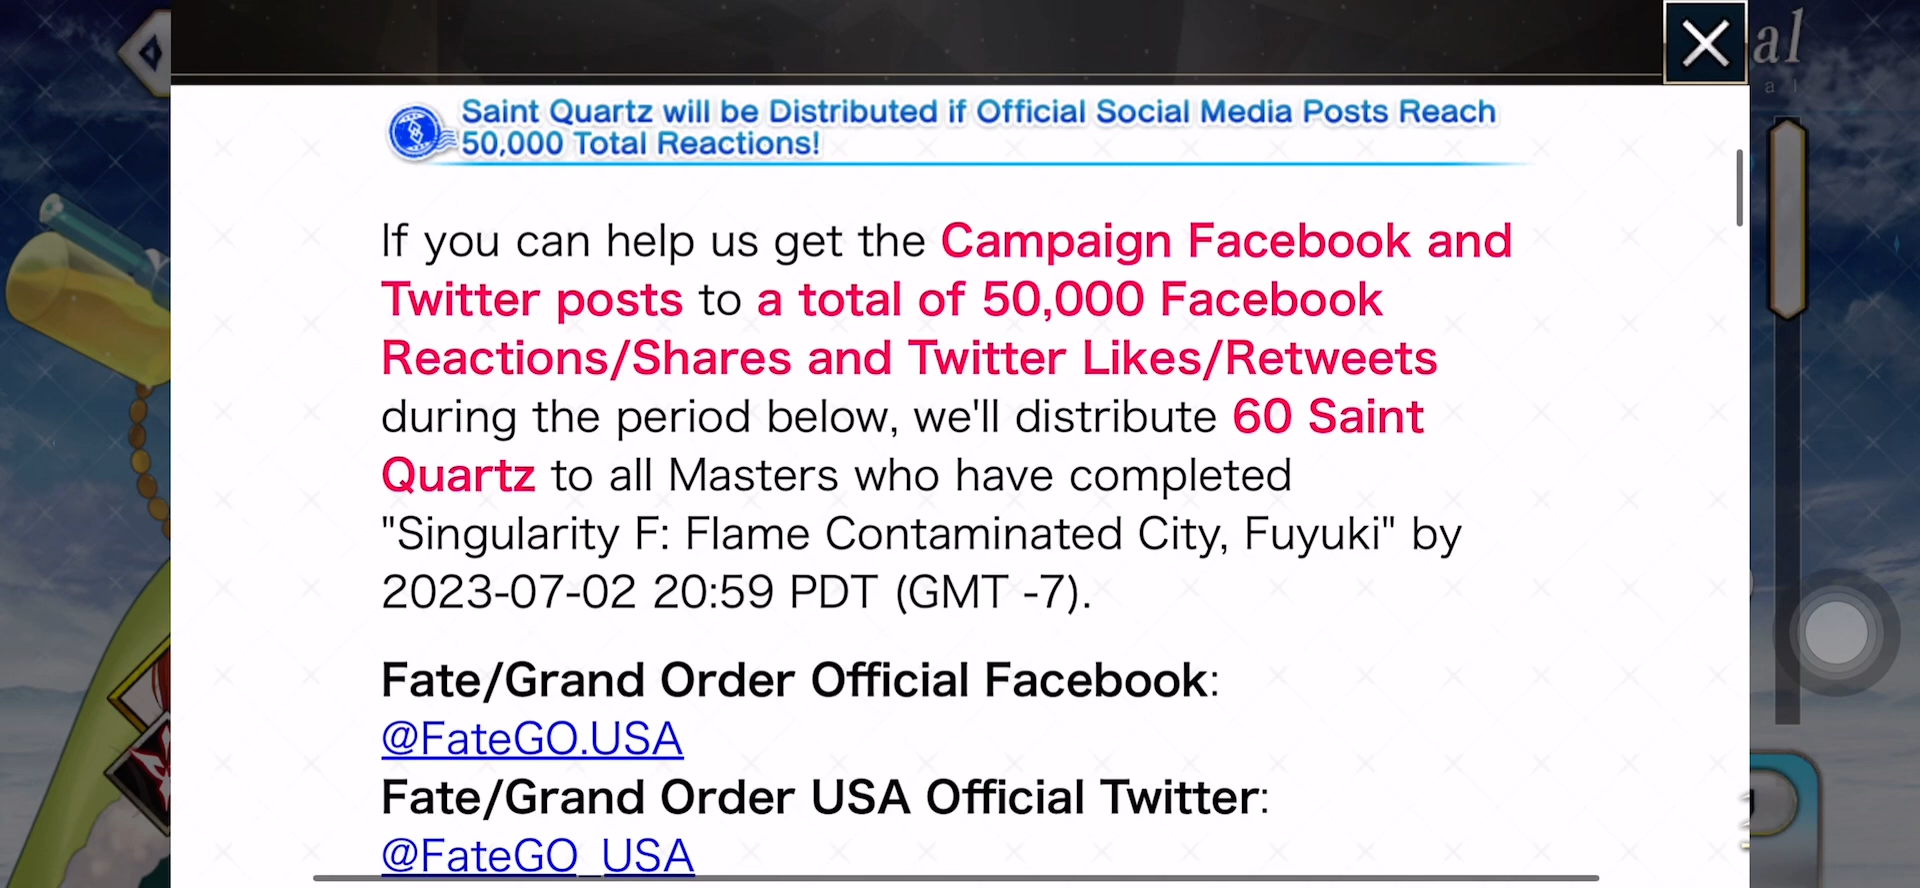 al
Saint Quartz will be Distributed if Official Social Media Posts Reach
50,000 Total Reactions!
If you can help us get the Campaign Facebook and
Twitter posts to a total of 50,000 Facebook
Reactions/Shares and Twitter Likes/Retweets
during the period below, we'll distribute 60 Saint
Quartz to all Masters who have completed
"Singularity F: Flame Contaminated City, Fuyuki" by
2023-07-02 20:59 PDT (GMT -7).
Fate/Grand Order Official Facebook:
@FateGO.USA
Fate/Grand Order USA Official Twitter:
@FateGO_USA